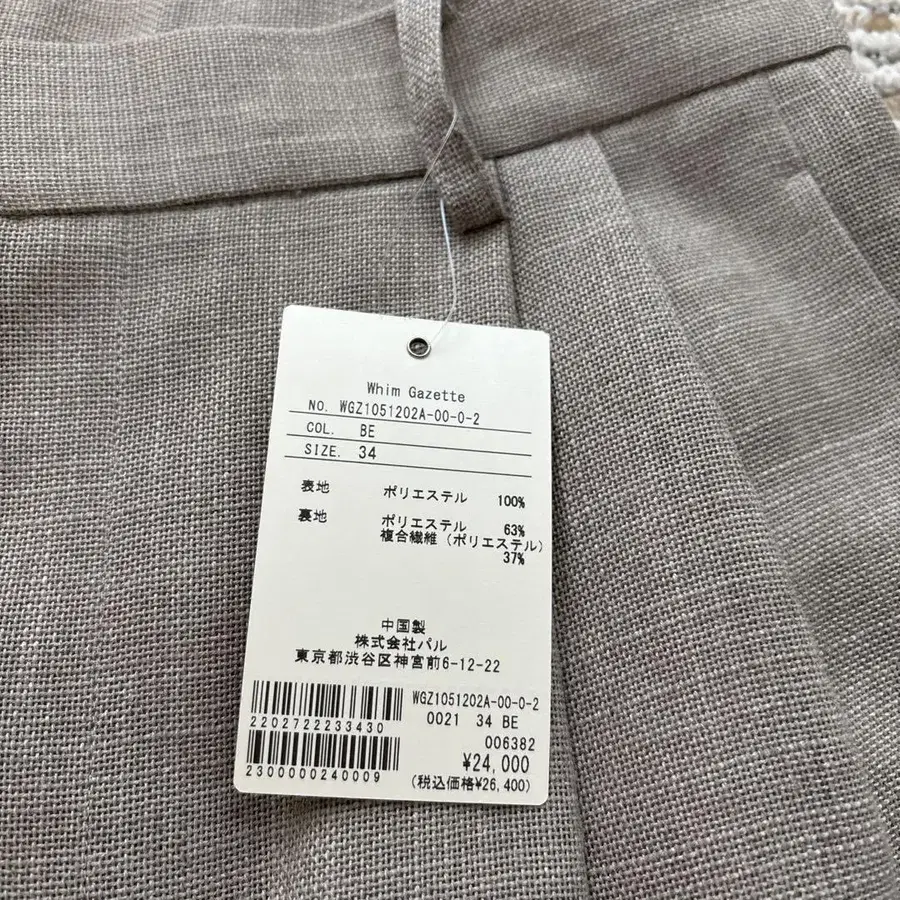 Whim Gazette
NO. WGZ1051202A-00-0-2
COL. BE
SIZE. 34
表地 ポリエステル 100%
裏地 ポリエステル 63%
複合繊維(ポリエステル)
37%
中国製
株式会社パル
東京都渋谷区神宮前6-12-22
WGZ1051202A-00-0-2
2202722233430
0021 34 BE
006382
¥24,000
2300000240009
(税込価格¥26,400)